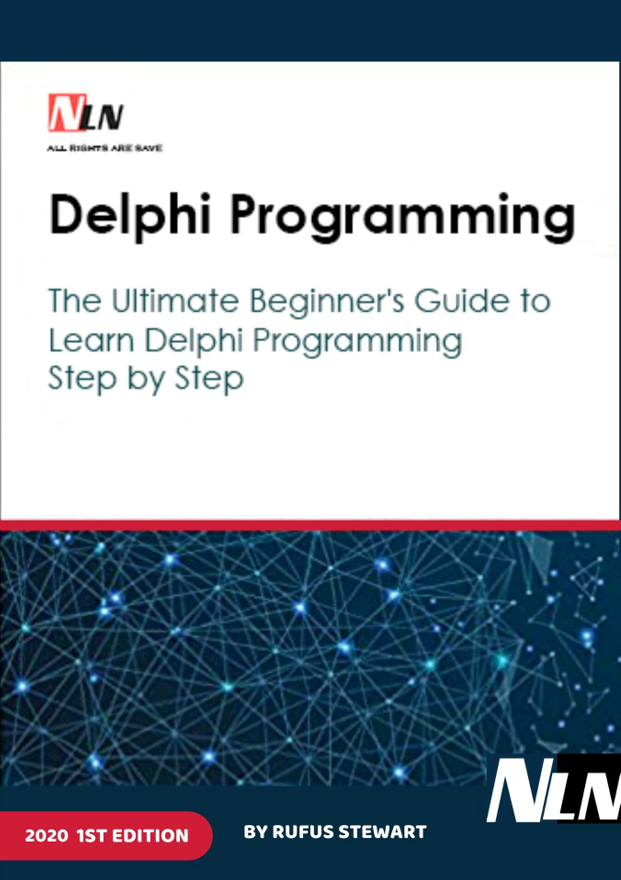 NLN
ALL RIGHTS ARE SAVE
Delphi Programming
The Ultimate Beginner's Guide to
Learn Delphi Programming
Step by Step
NLN
2020 1ST EDITION
BY RUFUS STEWART